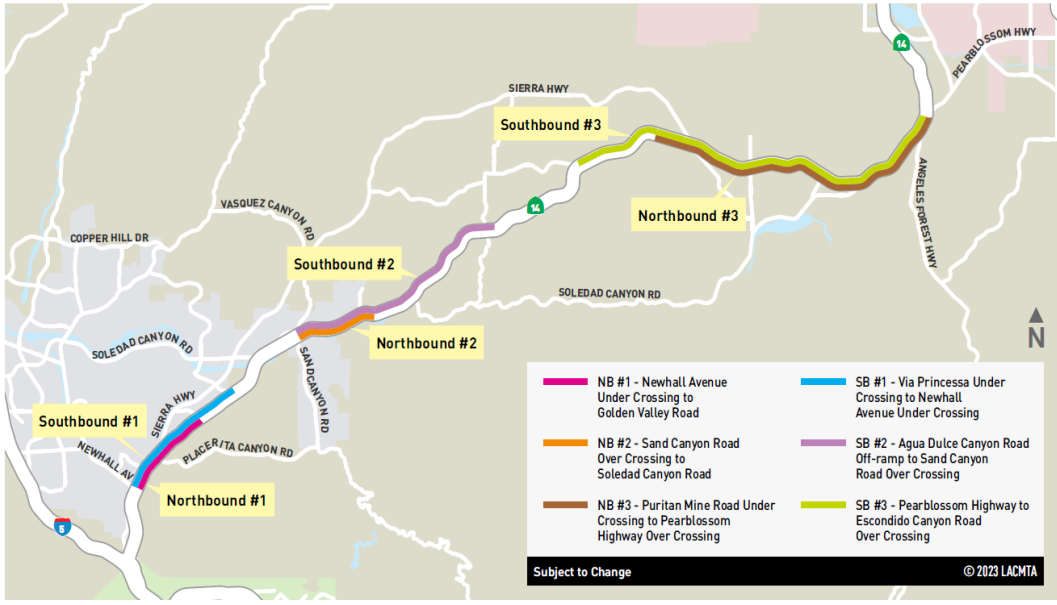 14
PEARBLOSSOM HWY
SIERRA HWY
Southbound #3
ANGELES FOREST HWY
VASQUEZ CANYON RD
14
Northbound #3
COPPER HILL DR
Southbound #2
SOLEDAD CANYON RD
N
Northbound #2
SOLEDAD CANYON RD
SANDCANYON RD
SIERRA HWY
Southbound #1
PLACERITA CANYON RD
NEWHALL AV
Northbound #1
5
NB #1 - Newhall Avenue
Under Crossing to
Golden Valley Road
SB #1 - Via Princessa Under
Crossing to Newhall
Avenue Under Crossing
NB #2 - Sand Canyon Road
Over Crossing to
Soledad Canyon Road
SB #2 - Agua Dulce Canyon Road
Off-ramp to Sand Canyon
Road Over Crossing
NB #3 - Puritan Mine Road Under
Crossing to Pearblossom
Highway Over Crossing
SB #3 - Pearblossom Highway to
Escondido Canyon Road
Over Crossing
Subject to Change
© 2023 LACMTA